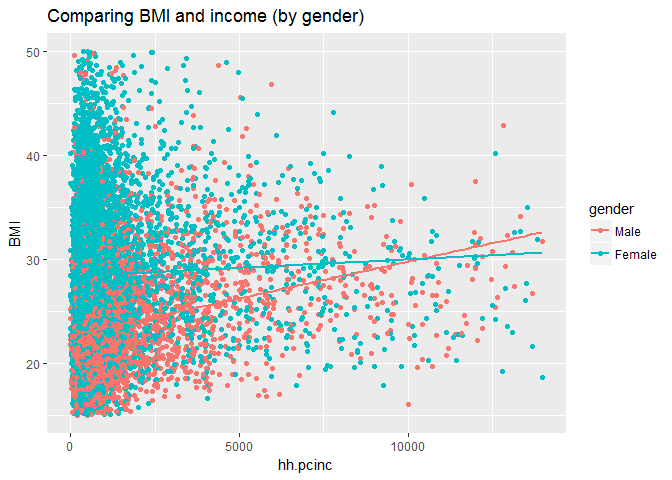 Comparing BMI and income (by gender)
50
40
30
20
BMI
0
5000
10000
hh.pcinc
gender
Male
Female